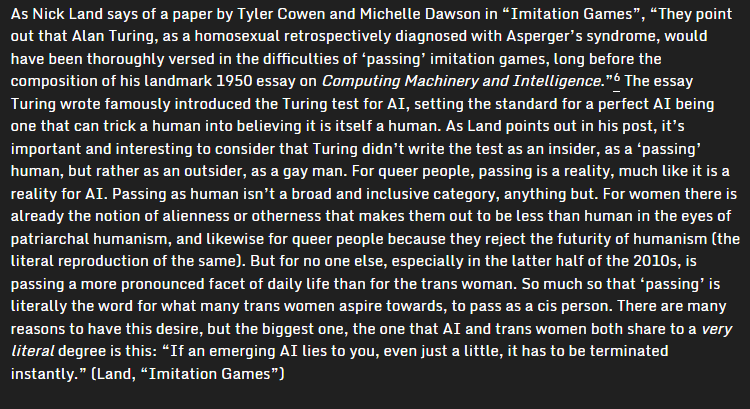 As Nick Land says of a paper by Tyler Cowen and Michelle Dawson in “Imitation Games”, “They point
out that Alan Turing, as a homosexual retrospectively diagnosed with Asperger’s syndrome, would
have been thoroughly versed in the difficulties of ‘passing’ imitation games, long before the
composition of his landmark 1950 essay on Computing Machinery and Intelligence.”6 The essay
Turing wrote famously introduced the Turing test for AI, setting the standard for a perfect AI being
one that can trick a human into believing it is itself a human. As Land points out in his post, it’s
important and interesting to consider that Turing didn’t write the test as an insider, as a ‘passing’
human, but rather as an outsider, as a gay man. For queer people, passing is a reality, much like it is a
reality for AI. Passing as human isn’t a broad and inclusive category, anything but. For women there is
already the notion of alienness or otherness that makes them out to be less than human in the eyes of
patriarchal humanism, and likewise for queer people because they reject the futurity of humanism (the
literal reproduction of the same). But for no one else, especially in the latter half of the 2010s, is
passing a more pronounced facet of daily life than for the trans woman. So much so that ‘passing’ is
literally the word for what many trans women aspire towards, to pass as a cis person. There are many
reasons to have this desire, but the biggest one, the one that AI and trans women both share to a very
literal degree is this: “If an emerging AI lies to you, even just a little, it has to be terminated
instantly.” (Land, “Imitation Games”)